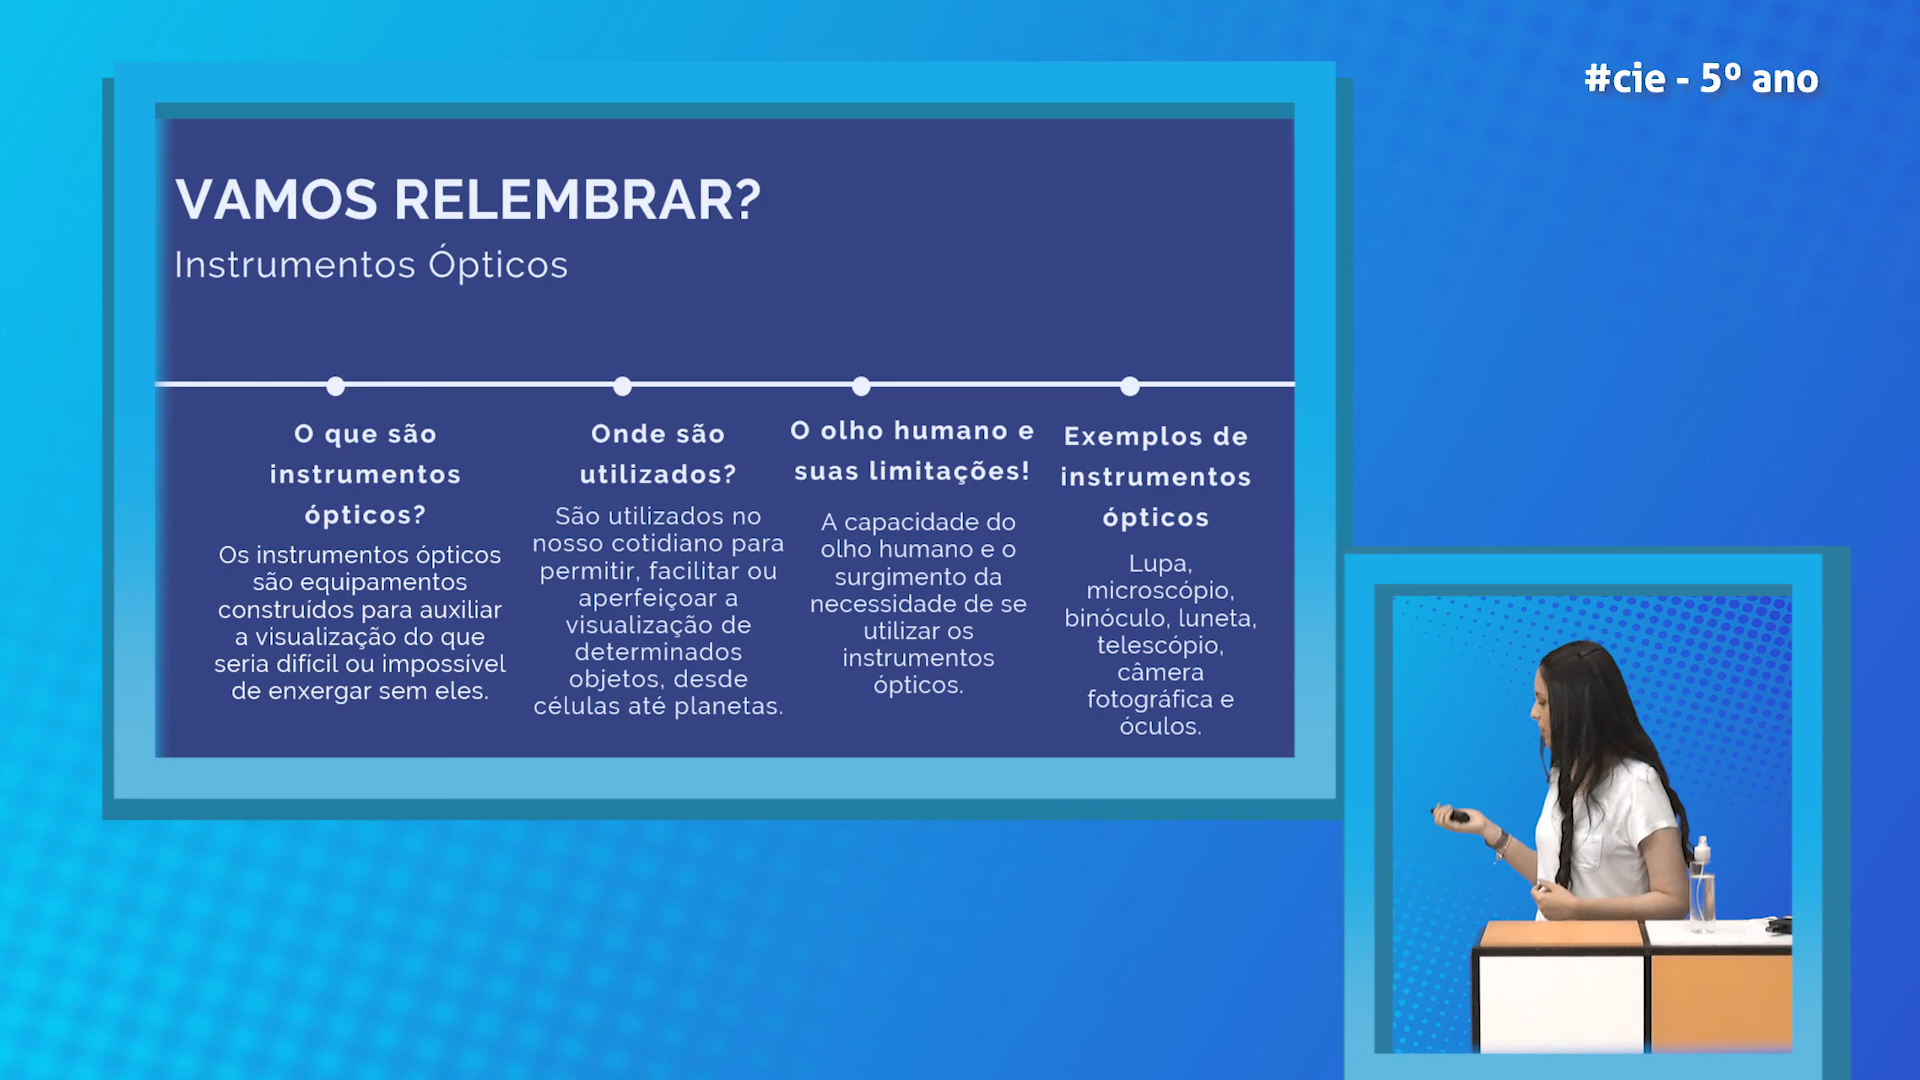 #cie - 5º ano
VAMOS RELEMBRAR?
Instrumentos Ópticos
O que são
instrumentos
ópticos?
Os instrumentos ópticos
são equipamentos
construídos para auxiliar
a visualização do que
seria difícil ou impossível
de enxergar sem eles.
Onde são
utilizados?
São utilizados no
nosso cotidiano para
permitir, facilitar ou
aperfeiçoar a
visualização de
determinados
objetos, desde
células até planetas.
O olho humano e
suas limitações!
A capacidade do
olho humano e o
surgimento da
necessidade de se
utilizar os
instrumentos
ópticos.
Exemplos de
instrumentos
ópticos
Lupa,
microscópio,
binóculo, luneta,
telescópio,
câmera
fotográfica e
óculos.